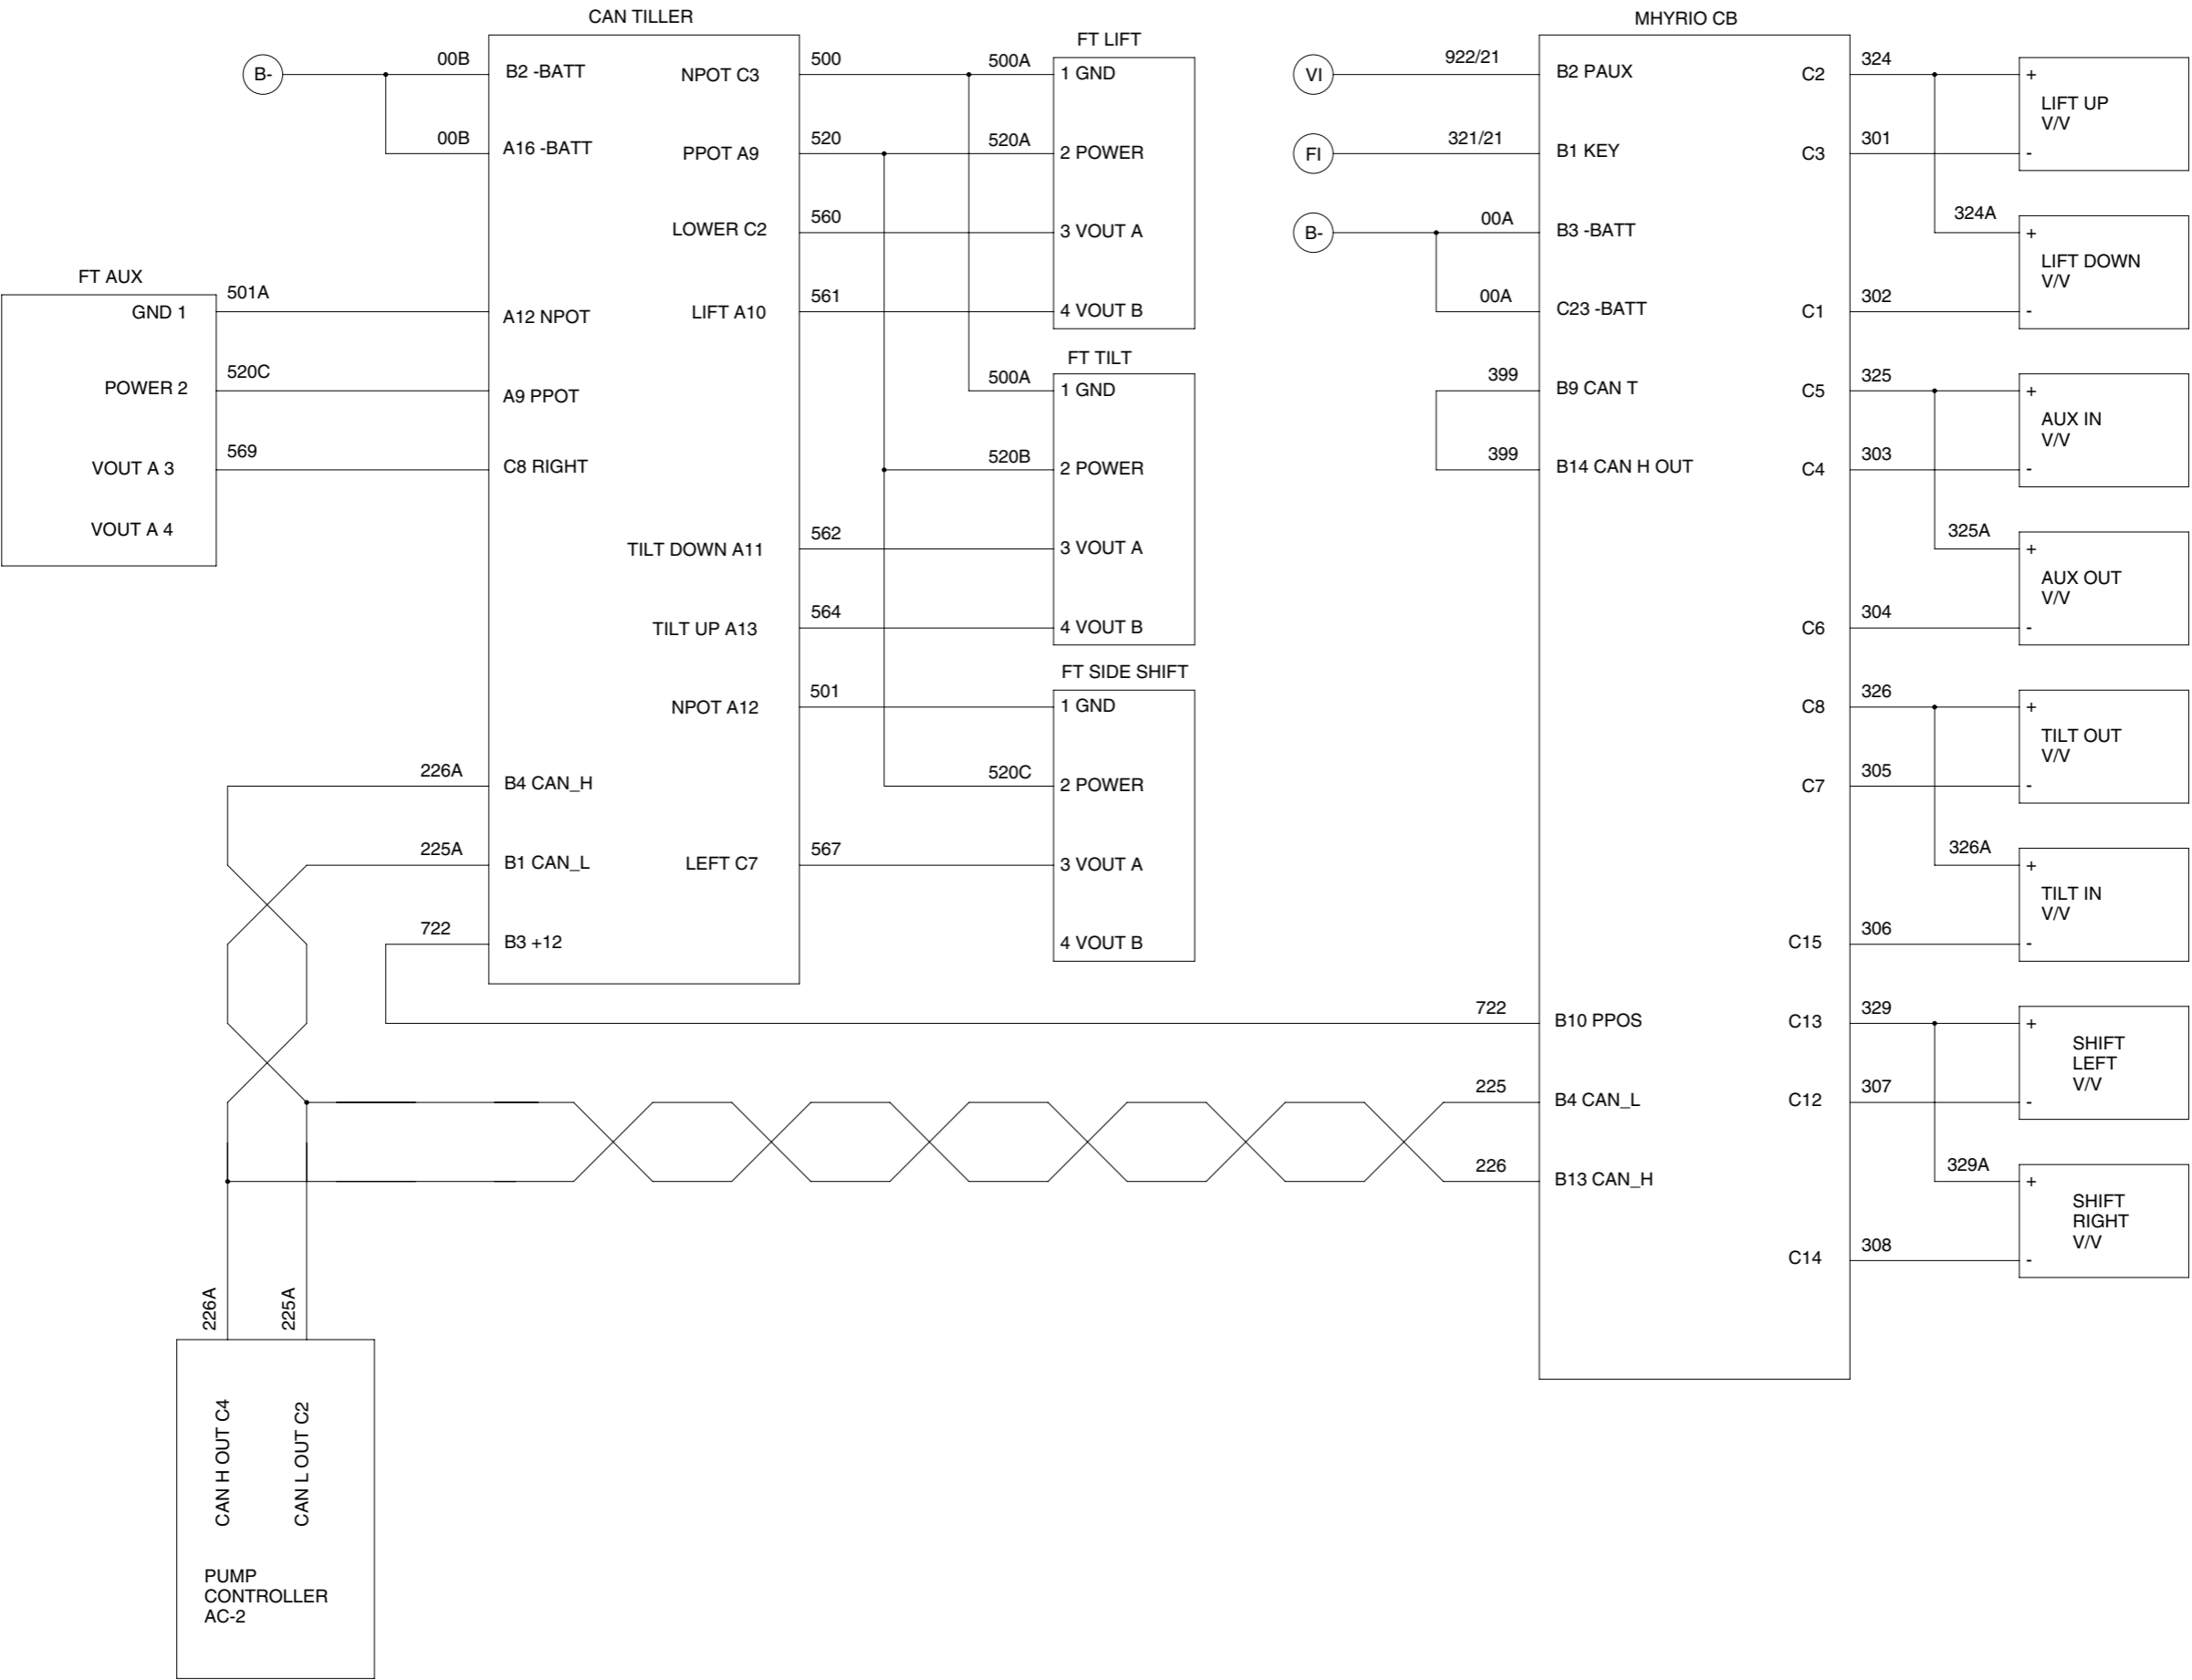 CAN TILLER
B-
00B
B2 -BATT
00B
A16 -BATT
FT AUX
GND 1
501A
A12 NPOT
POWER 2
520C
A9 PPOT
VOUT A 3
569
C8 RIGHT
VOUT A 4
226A
B4 CAN_H
225A
B1 CAN_L
722
B3 +12
NPOT C3
500
PPOT A9
520
LOWER C2
560
LIFT A10
561
TILT DOWN A11
562
TILT UP A13
564
NPOT A12
501
LEFT C7
567
FT LIFT
500A
1 GND
520A
2 POWER
3 VOUT A
4 VOUT B
FT TILT
500A
1 GND
520B
2 POWER
3 VOUT A
4 VOUT B
FT SIDE SHIFT
1 GND
520C
2 POWER
3 VOUT A
4 VOUT B
226A
225A
CAN H OUT C4
CAN L OUT C2
PUMP
CONTROLLER
AC-2
MHYRIO CB
VI
922/21
B2 PAUX
FI
321/21
B1 KEY
B-
00A
B3 -BATT
00A
C23 -BATT
399
B9 CAN T
399
B14 CAN H OUT
722
B10 PPOS
225
B4 CAN_L
226
B13 CAN_H
C2
324
+
LIFT UP
V/V
C3
301
-
324A
+
LIFT DOWN
V/V
C1
302
-
C5
325
+
AUX IN
V/V
C4
303
-
325A
+
AUX OUT
V/V
C6
304
-
C8
326
+
TILT OUT
V/V
C7
305
-
326A
+
TILT IN
V/V
C15
306
-
C13
329
+
SHIFT
LEFT
V/V
C12
307
-
329A
+
SHIFT
RIGHT
V/V
C14
308
-